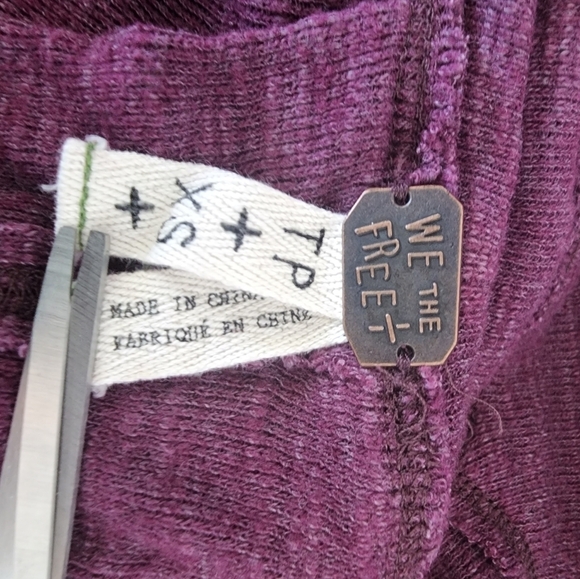 WE THE
FREE
XS
TP
MADE IN CHINA
FABRIQUÉ EN CHINE